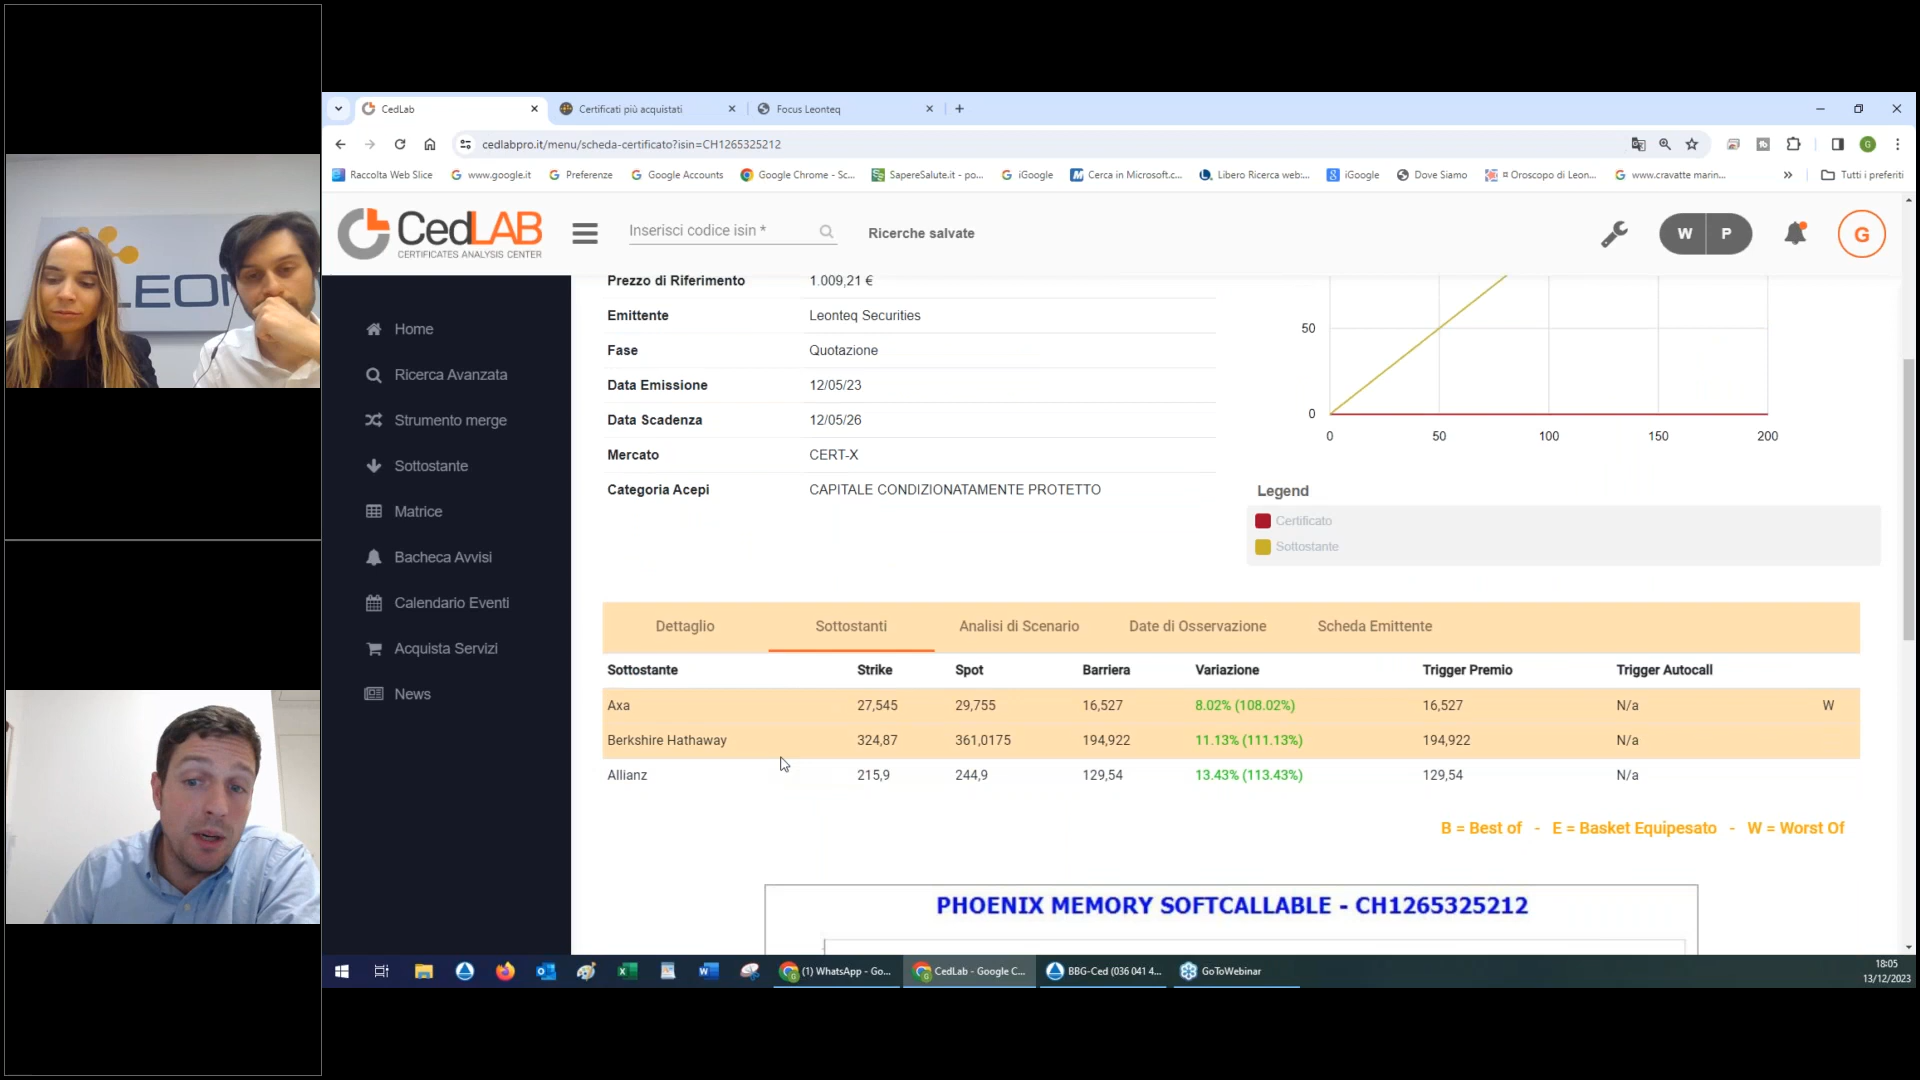 LEON
CedLab
Certificati più acquistati
Focus Leonteq
cedlabpro.it/menu/scheda-certificato?isin=CH1265325212
Raccolta Web Slice
www.google.it
Preferenze
Google Accounts
Google Chrome - Sc...
SapereSalute.it - po...
iGoogle
Cerca in Microsoft.c...
Libero Ricerca web:...
iGoogle
Dove Siamo
¤ Oroscopo di Leon...
www.cravatte marin...
»
Tutti i preferiti
CedLAB
CERTIFICATES ANALYSIS CENTER
Inserisci codice isin *
Ricerche salvate
W P
G
Home
Ricerca Avanzata
Strumento merge
Sottostante
Matrice
Bacheca Avvisi
Calendario Eventi
Acquista Servizi
News
Prezzo di Riferimento 1.009,21 €
Emittente Leonteq Securities
Fase Quotazione
Data Emissione 12/05/23
Data Scadenza 12/05/26
Mercato CERT-X
Categoria Acepi CAPITALE CONDIZIONATAMENTE PROTETTO
50
0
0 50 100 150 200
Legend
Certificato
Sottostante
Dettaglio Sottostanti Analisi di Scenario Date di Osservazione Scheda Emittente
Sottostante Strike Spot Barriera Variazione Trigger Premio Trigger Autocall
Axa 27,545 29,755 16,527 8.02% (108.02%) 16,527 N/a W
Berkshire Hathaway 324,87 361,0175 194,922 11.13% (111.13%) 194,922 N/a
Allianz 215,9 244,9 129,54 13.43% (113.43%) 129,54 N/a
B = Best of - E = Basket Equipesato - W = Worst Of
PHOENIX MEMORY SOFTCALLABLE - CH1265325212
(1) WhatsApp - Go...
CedLab - Google C...
BBG-Ced (036 041 4...
GoToWebinar
18:05
13/12/2023